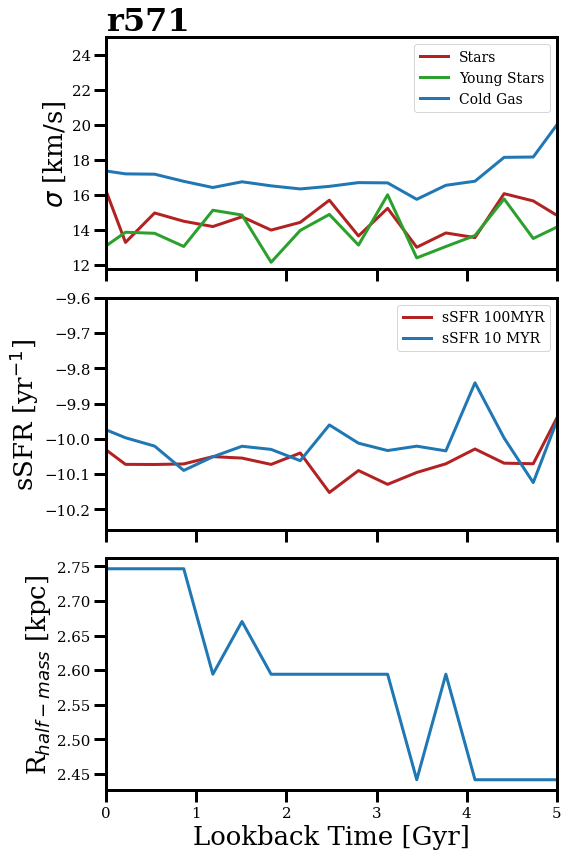 r571
24
22
20
18
16
14
12
σ [km/s]
Stars
Young Stars
Cold Gas
−9.6
−9.7
−9.8
−9.9
−10.0
−10.1
−10.2
sSFR [yr⁻¹]
sSFR 100MYR
sSFR 10 MYR
2.75
2.70
2.65
2.60
2.55
2.50
2.45
R_half−mass [kpc]
0 1 2 3 4 5
Lookback Time [Gyr]